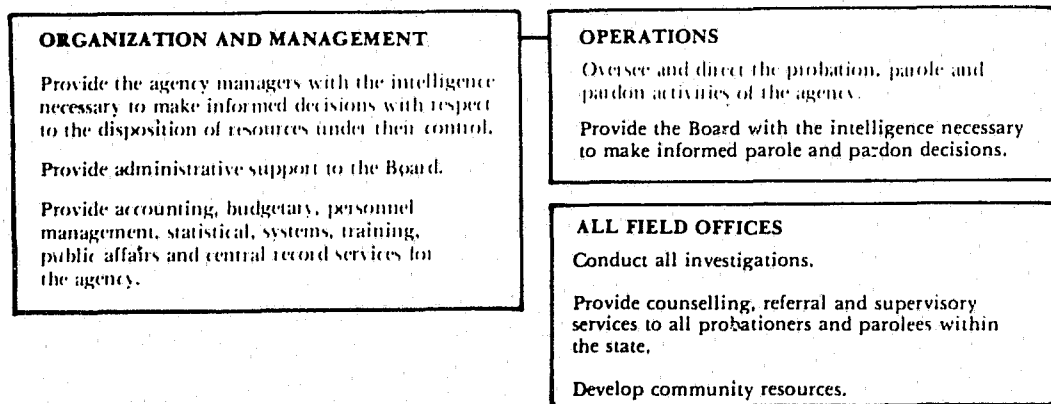 ORGANIZATION AND MANAGEMENT
Provide the agency managers with the intelligence
necessary to make informed decisions with respect
to the disposition of resources under their control.
Provide administrative support to the Board.
Provide accounting, budgetary, personnel
management, statistical, systems, training,
public affairs and central record services for
the agency.
OPERATIONS
Oversee and direct the probation, parole and
pardon activities of the agency.
Provide the Board with the intelligence necessary
to make informed parole and pardon decisions.
ALL FIELD OFFICES
Conduct all investigations.
Provide counselling, referral and supervisory
services to all probationers and parolees within
the state.
Develop community resources.